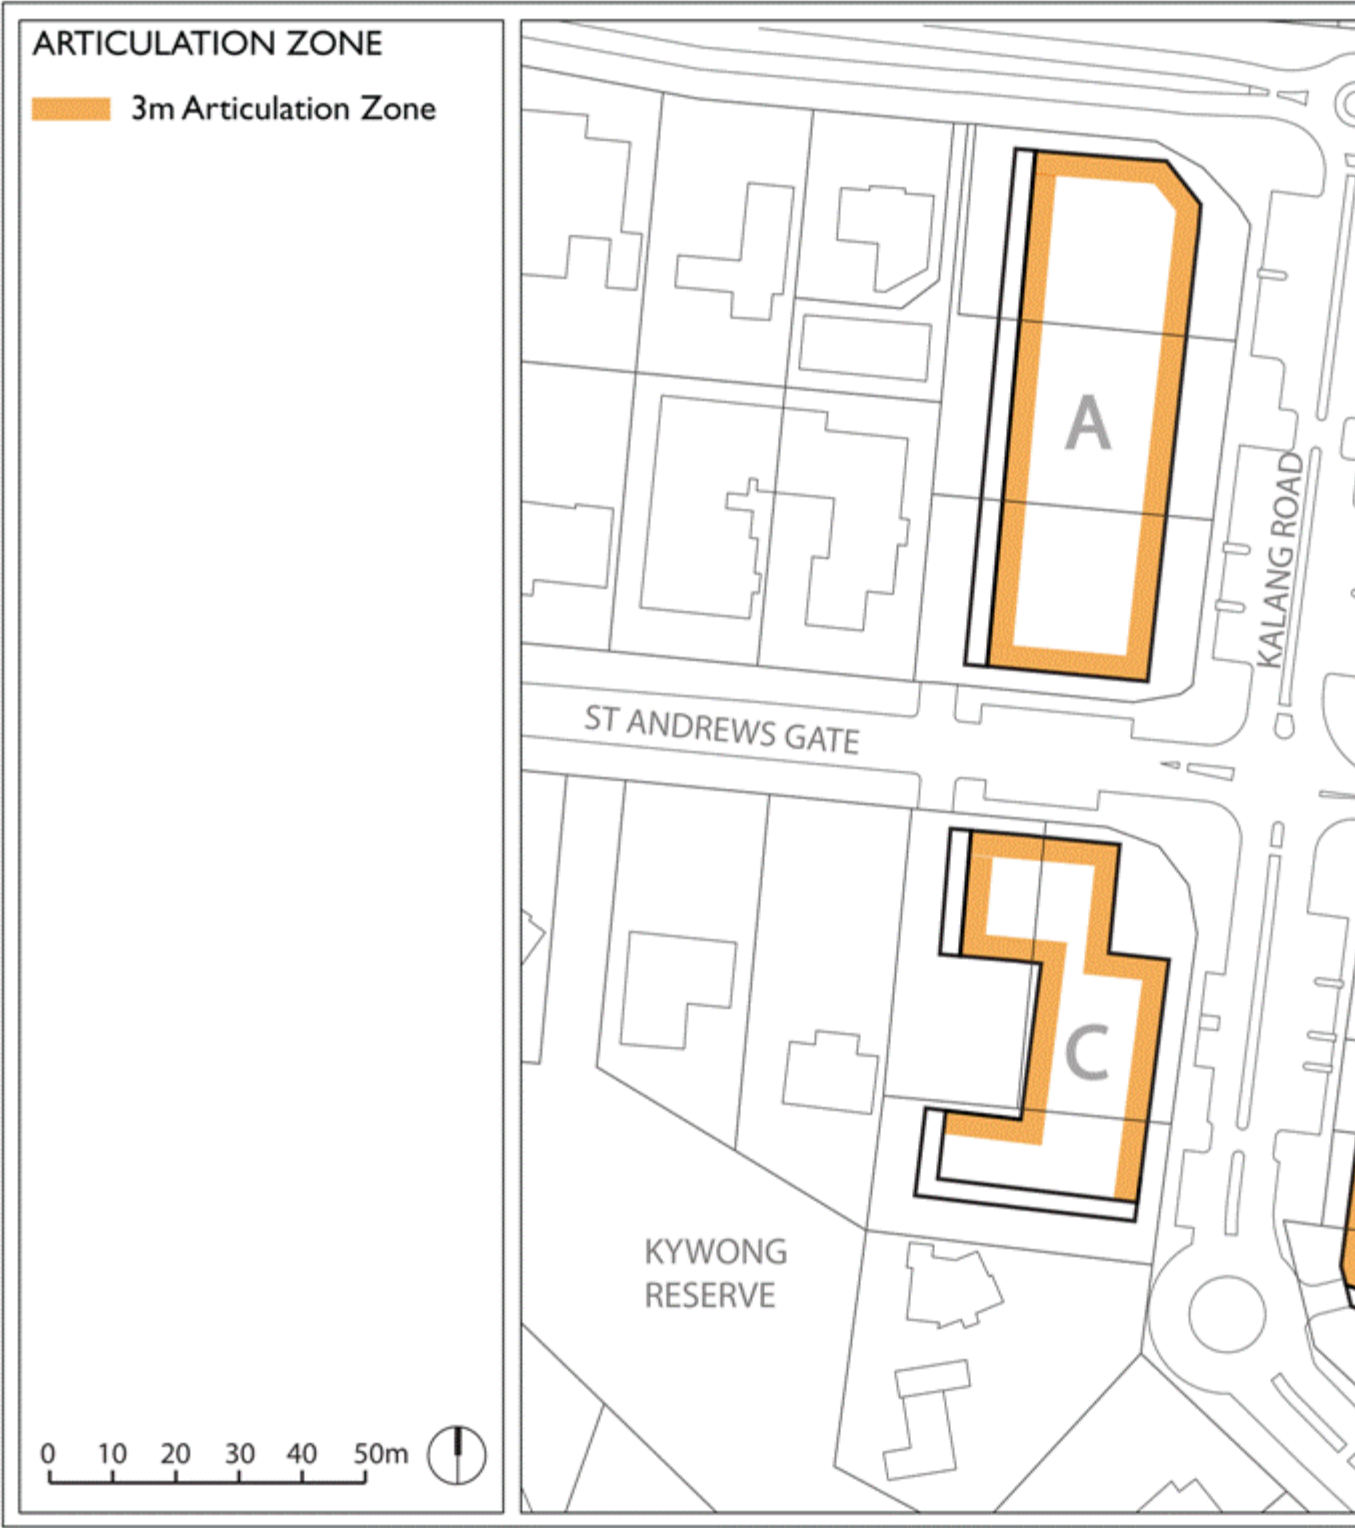 ARTICULATION ZONE
3m Articulation Zone
A
KALANG ROAD
ST ANDREWS GATE
C
KYWONG
RESERVE
0 10 20 30 40 50m